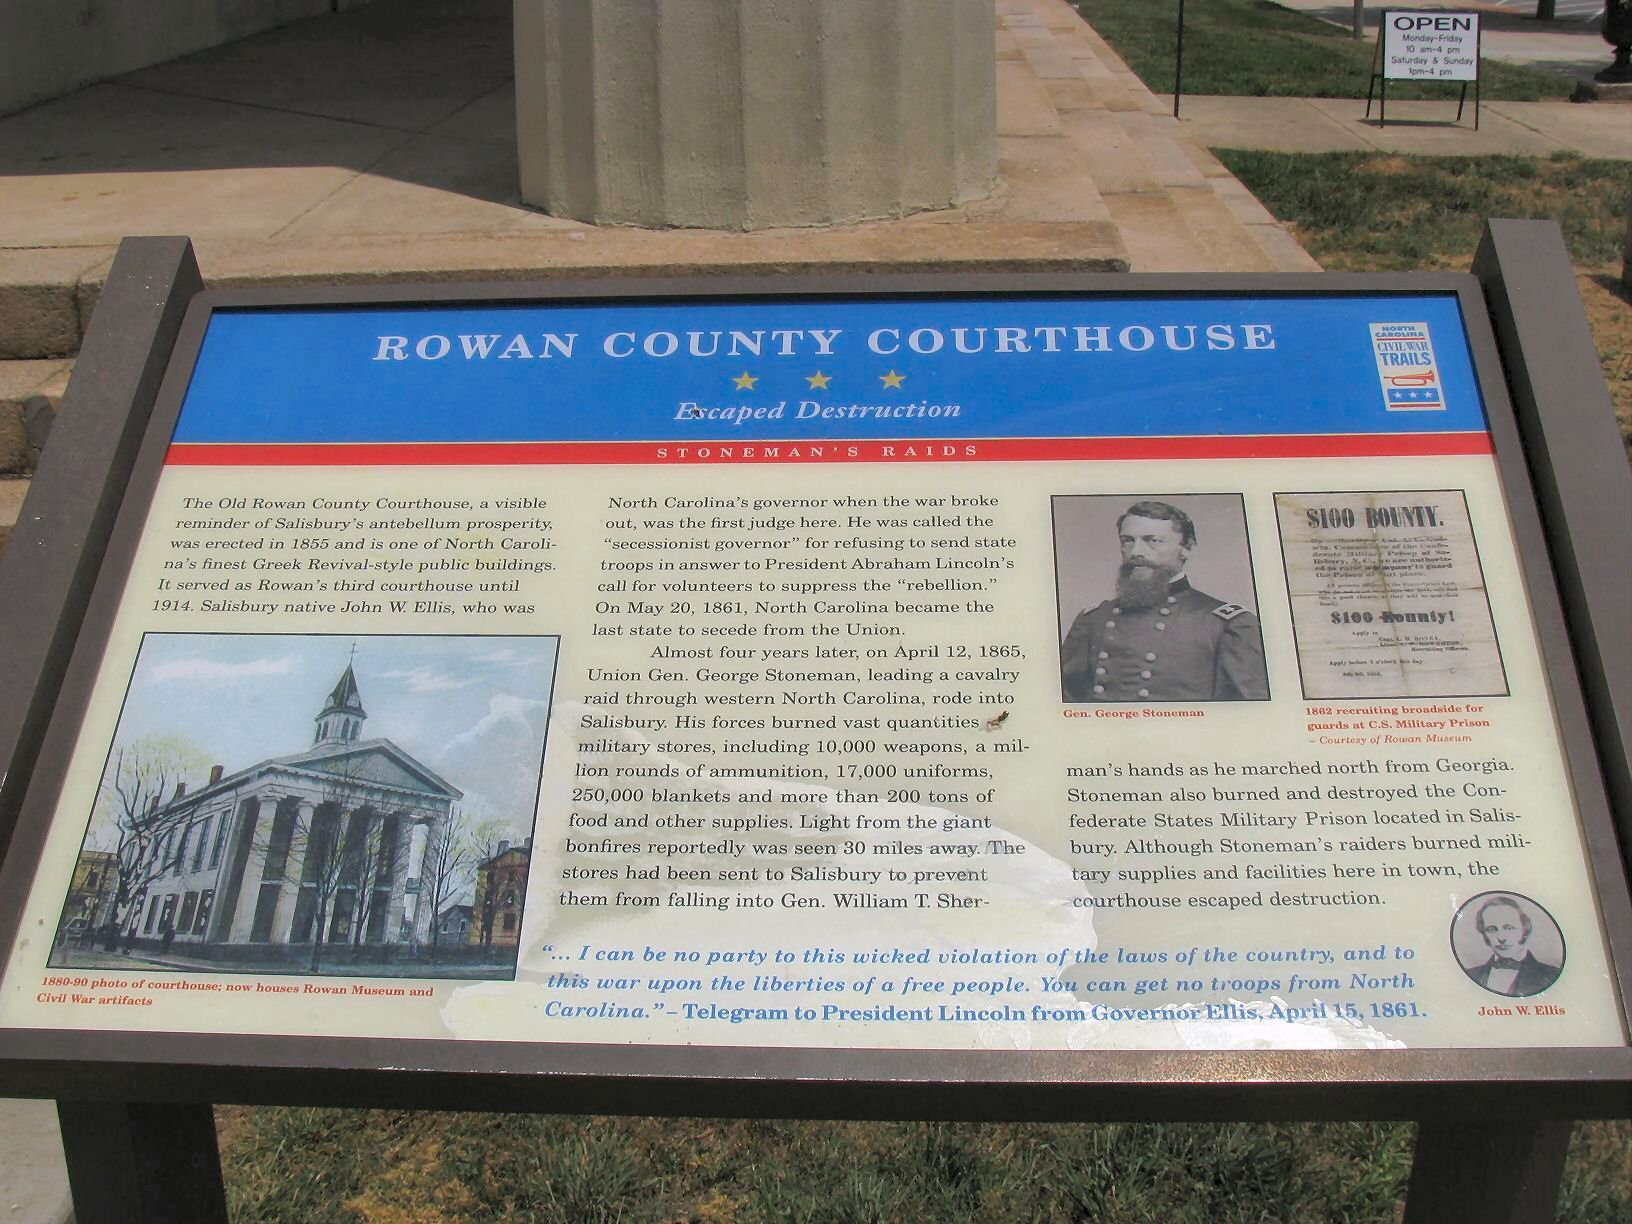 OPEN
Monday-Friday
10 am-4 pm
Saturday & Sunday
1pm-4 pm
ROWAN COUNTY COURTHOUSE
Escaped Destruction
NORTH
CAROLINA
CIVIL WAR
TRAILS
STONEMAN'S RAIDS
The Old Rowan County Courthouse, a visible
reminder of Salisbury's antebellum prosperity,
was erected in 1855 and is one of North Caroli-
na's finest Greek Revival-style public buildings.
It served as Rowan's third courthouse until
1914. Salisbury native John W. Ellis, who was
1880-90 photo of courthouse; now houses Rowan Museum and
Civil War artifacts
North Carolina's governor when the war broke
out, was the first judge here. He was called the
“secessionist governor” for refusing to send state
troops in answer to President Abraham Lincoln's
call for volunteers to suppress the “rebellion.”
On May 20, 1861, North Carolina became the
last state to secede from the Union.
Almost four years later, on April 12, 1865,
Union Gen. George Stoneman, leading a cavalry
raid through western North Carolina, rode into
Salisbury. His forces burned vast quantities
military stores, including 10,000 weapons, a mil-
lion rounds of ammunition, 17,000 uniforms,
250,000 blankets and more than 200 tons of
food and other supplies. Light from the giant
bonfires reportedly was seen 30 miles away. The
stores had been sent to Salisbury to prevent
them from falling into Gen. William T. Sher-
Gen. George Stoneman
$100 BOUNTY.
the Prison at that place.
$100 Bounty!
Apply to
Recruiting Officers.
1862 recruiting broadside for
guards at C.S. Military Prison
– Courtesy of Rowan Museum
man's hands as he marched north from Georgia.
Stoneman also burned and destroyed the Con-
federate States Military Prison located in Salis-
bury. Although Stoneman's raiders burned mili-
tary supplies and facilities here in town, the
courthouse escaped destruction.
“... I can be no party to this wicked violation of the laws of the country, and to
this war upon the liberties of a free people. You can get no troops from North
Carolina.” – Telegram to President Lincoln from Governor Ellis, April 15, 1861.
John W. Ellis